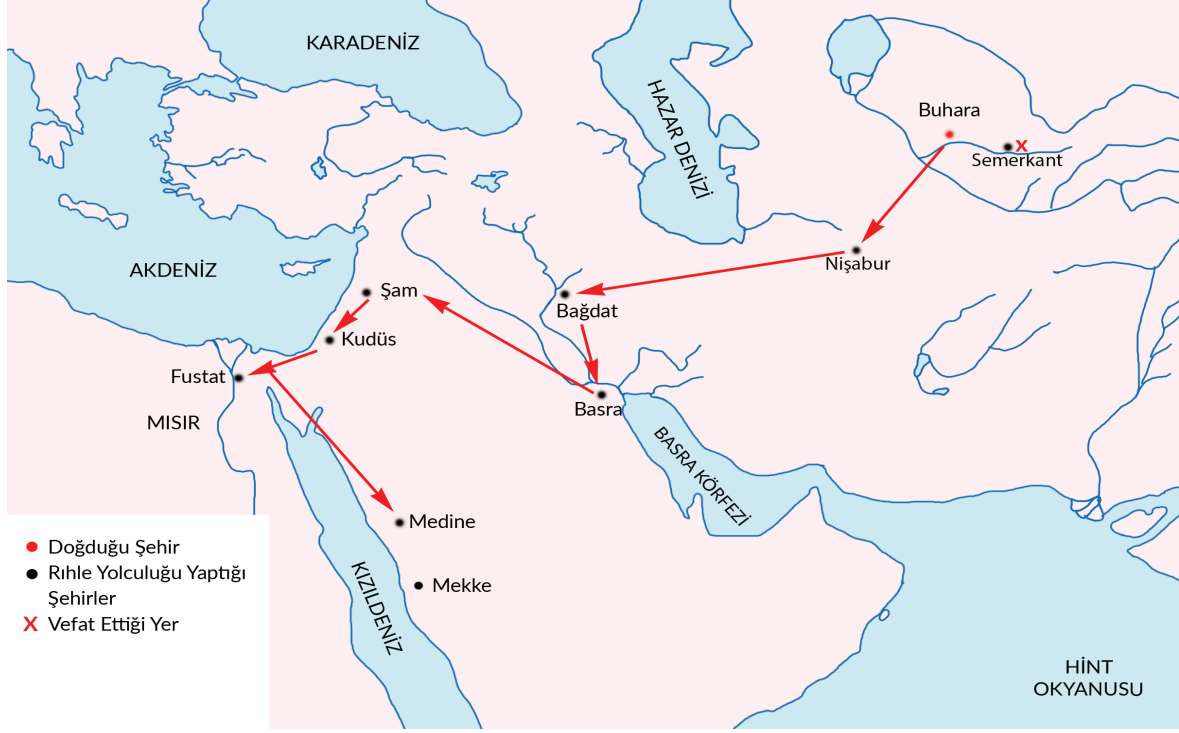 KARADENİZ
HAZAR DENİZİ
Buhara
X
Semerkant
AKDENİZ
Nişabur
Şam
Bağdat
Kudüs
Fustat
Basra
MISIR
BASRA KÖRFEZİ
Medine
Mekke
KIZILDENİZ
HİNT
OKYANUSU
Doğduğu Şehir
Rıhle Yolculuğu Yaptığı
Şehirler
X Vefat Ettiği Yer